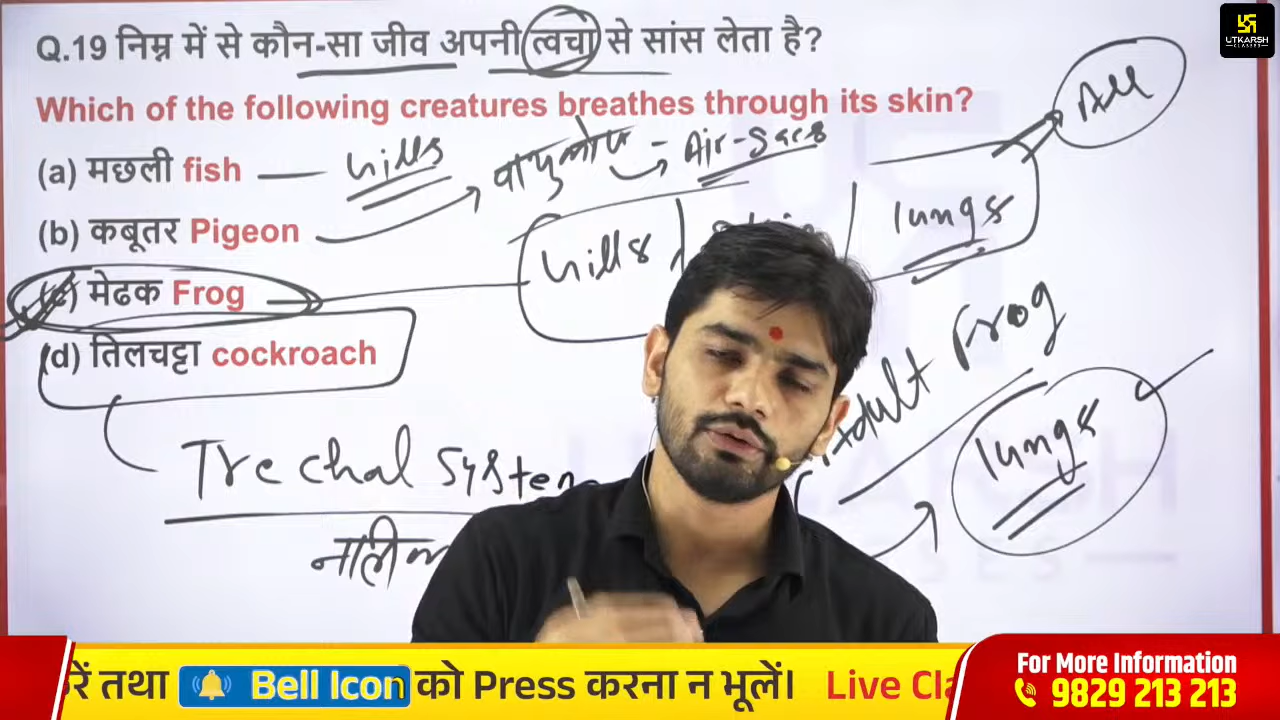 Q.19 निम्न में से कौन-सा जीव अपनी त्वचा से सांस लेता है?
UTKARSH
CLASSES
Which of the following creatures breathes through its skin?
All
(a) मछली fish
Gills
Air-Sacs
(b) कबूतर Pigeon
Gills
lungs
(c) मेढक Frog
(d) तिलचट्टा cockroach
Adult Frog
lungs
Trechal System
रें तथा Bell Icon को Press करना न भूलें। Live Cla
For More Information
9829 213 213